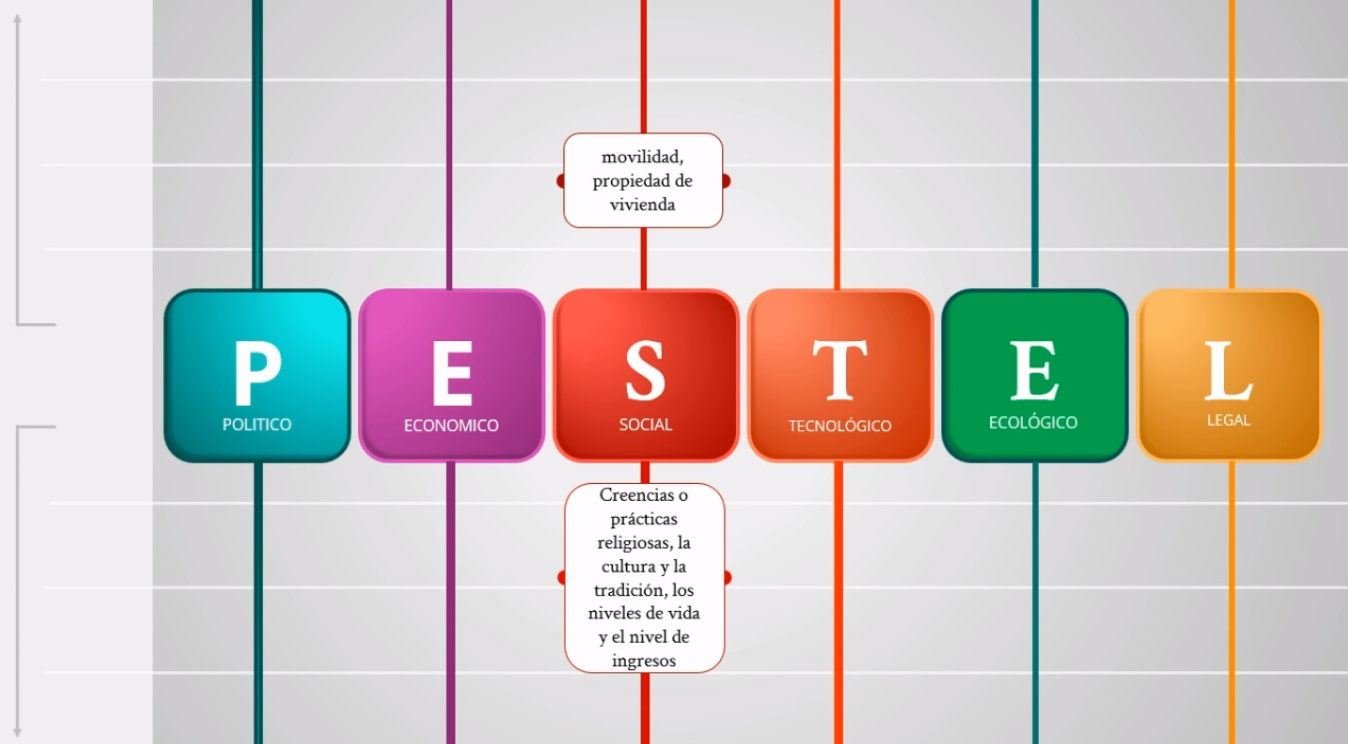 movilidad,
propiedad de
vivienda
P
POLITICO
E
ECONOMICO
S
SOCIAL
T
TECNOLÓGICO
E
ECOLÓGICO
L
LEGAL
Creencias o
prácticas
religiosas, la
cultura y la
tradición, los
niveles de vida
y el nivel de
ingresos